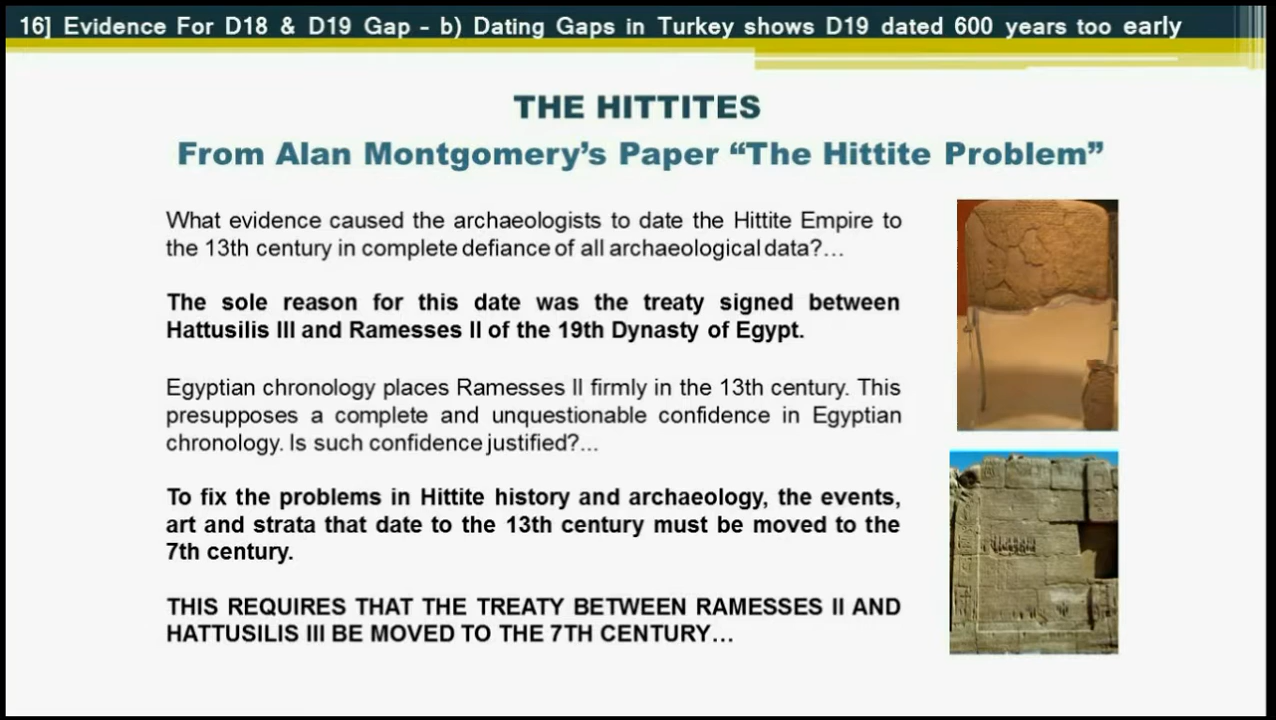 16] Evidence For D18 & D19 Gap – b) Dating Gaps in Turkey shows D19 dated 600 years too early
THE HITTITES
From Alan Montgomery’s Paper “The Hittite Problem”
What evidence caused the archaeologists to date the Hittite Empire to
the 13th century in complete defiance of all archaeological data?…
The sole reason for this date was the treaty signed between
Hattusilis III and Ramesses II of the 19th Dynasty of Egypt.
Egyptian chronology places Ramesses II firmly in the 13th century. This
presupposes a complete and unquestionable confidence in Egyptian
chronology. Is such confidence justified?...
To fix the problems in Hittite history and archaeology, the events,
art and strata that date to the 13th century must be moved to the
7th century.
THIS REQUIRES THAT THE TREATY BETWEEN RAMESSES II AND
HATTUSILIS III BE MOVED TO THE 7TH CENTURY…